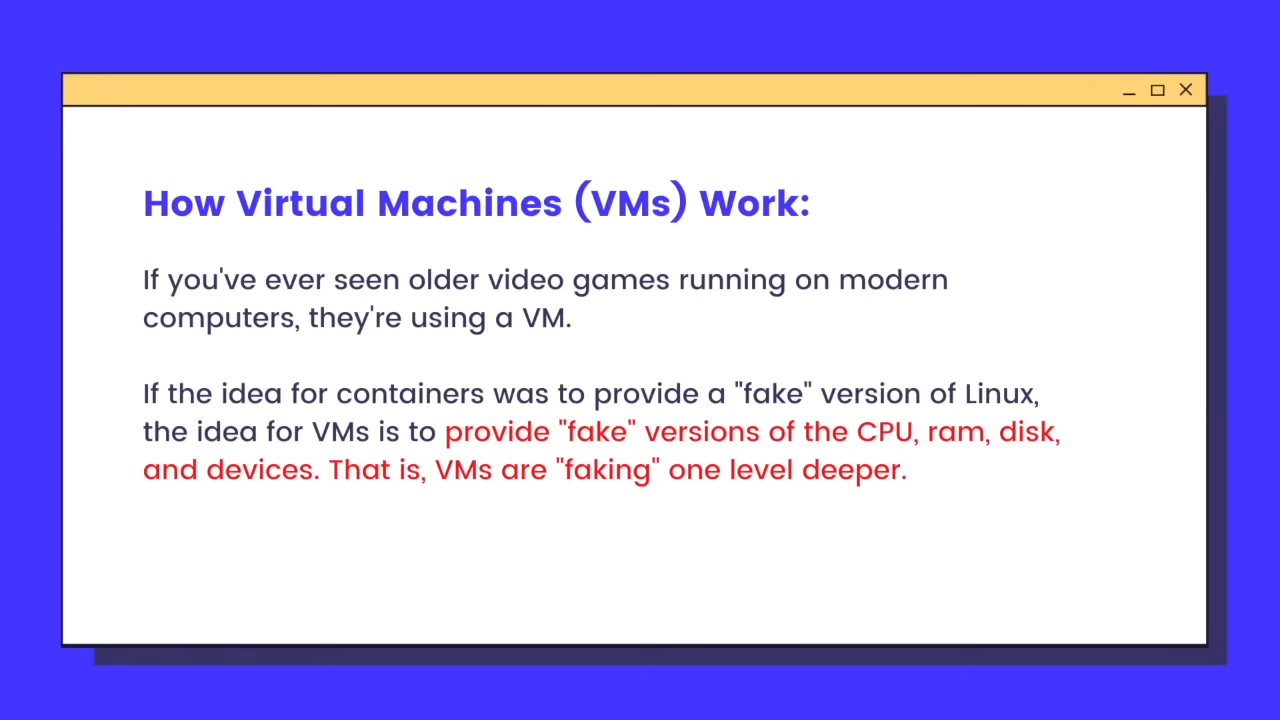 How Virtual Machines (VMs) Work:
If you've ever seen older video games running on modern
computers, they're using a VM.
If the idea for containers was to provide a "fake" version of Linux,
the idea for VMs is to provide "fake" versions of the CPU, ram, disk,
and devices. That is, VMs are "faking" one level deeper.